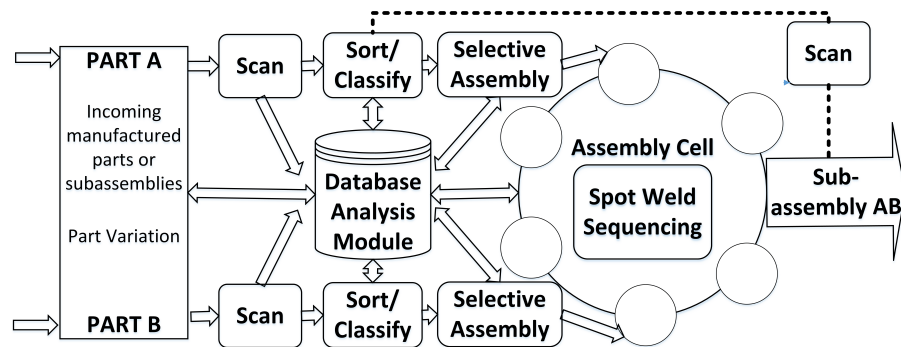 PART A
Incoming
manufactured
parts or
subassemblies
Part Variation
PART B
Scan
Sort/
Classify
Selective
Assembly
Database
Analysis
Module
Scan
Sort/
Classify
Selective
Assembly
Assembly Cell
Spot Weld
Sequencing
Scan
Sub-
assembly AB